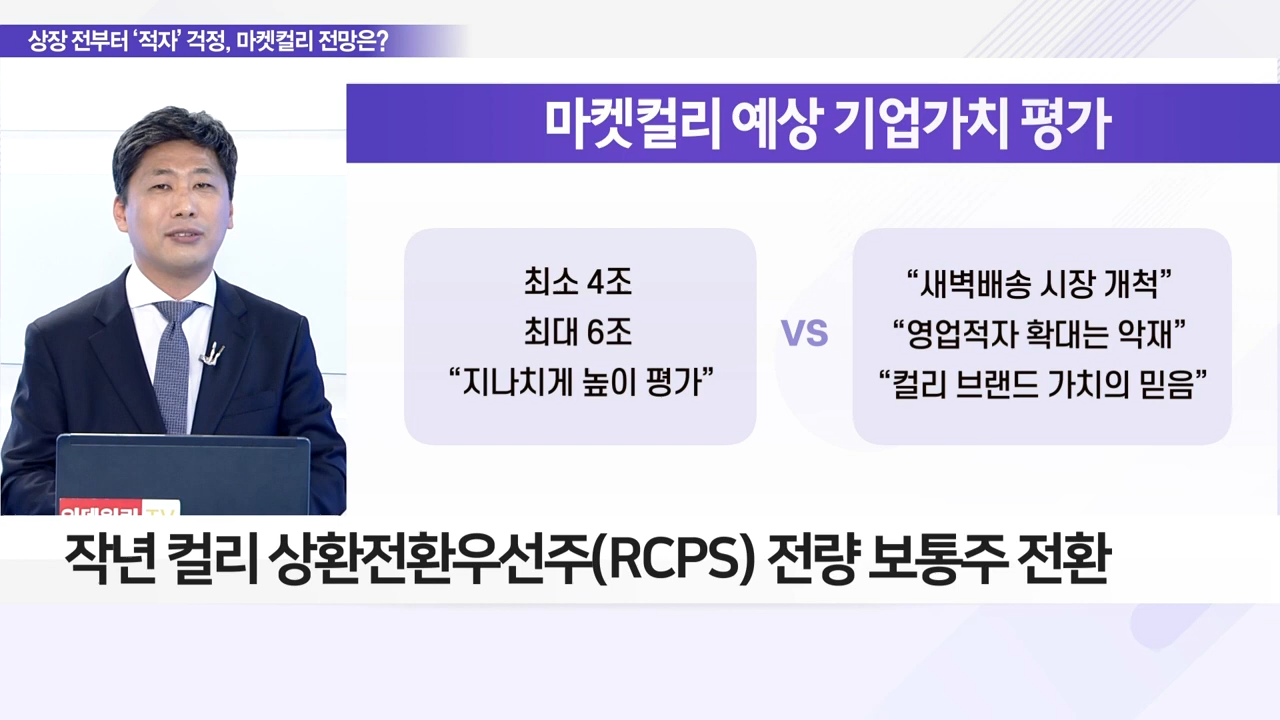 상장 전부터 ‘적자’ 걱정, 마켓컬리 전망은?
마켓컬리 예상 기업가치 평가
최소 4조
최대 6조
“지나치게 높이 평가”
VS
“새벽배송 시장 개척”
“영업적자 확대는 악재”
“컬리 브랜드 가치의 믿음”
작년 컬리 상환전환우선주(RCPS) 전량 보통주 전환